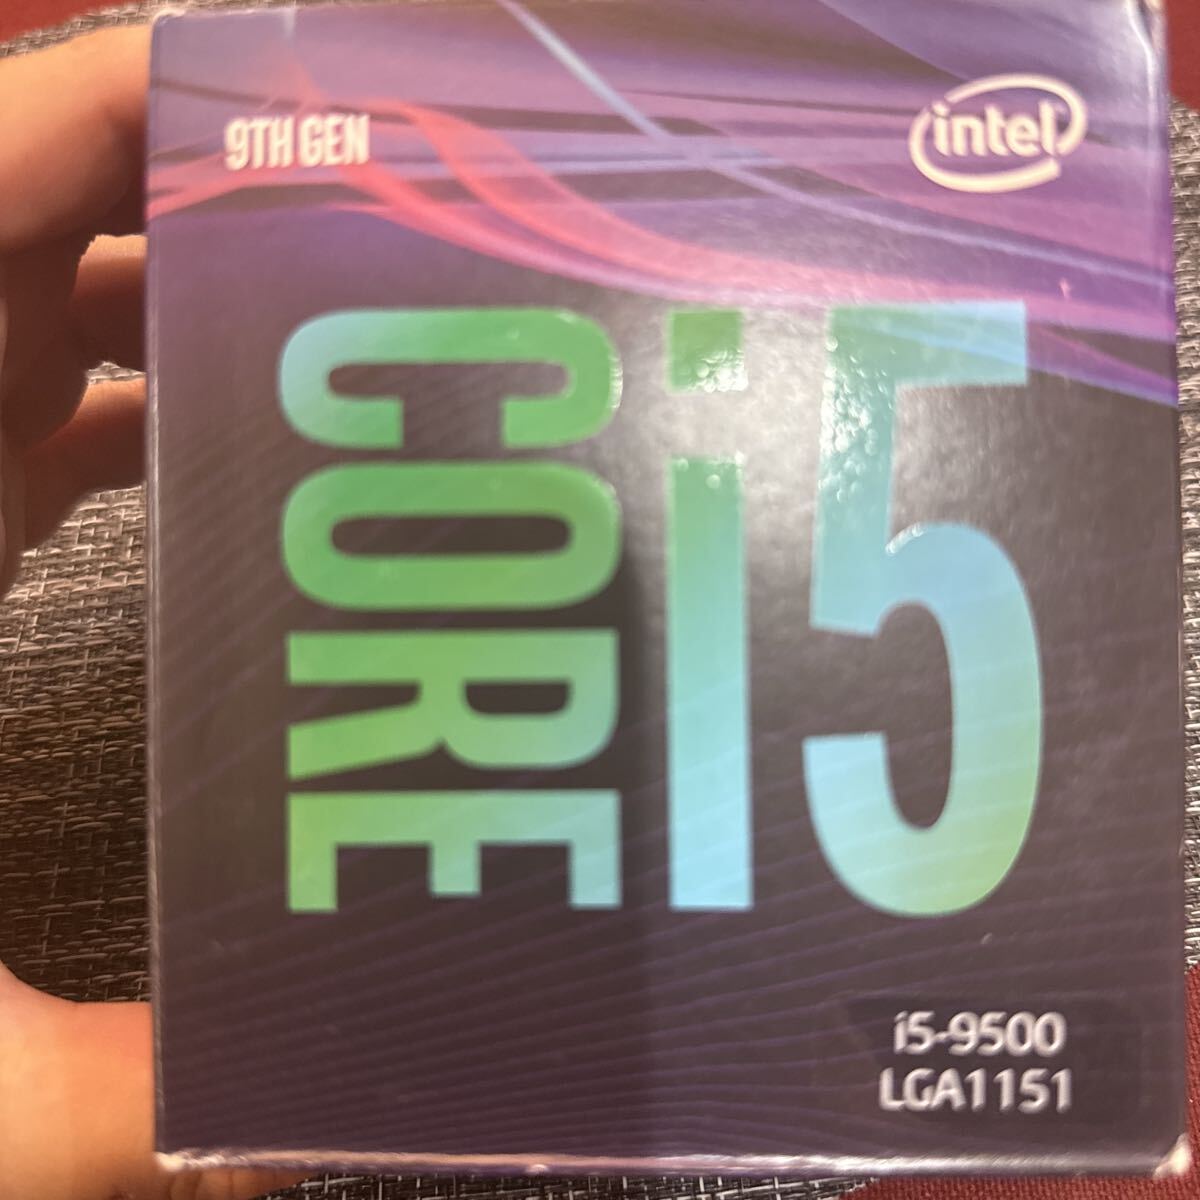 9TH GEN
intel
CORE i5
i5-9500
LGA1151